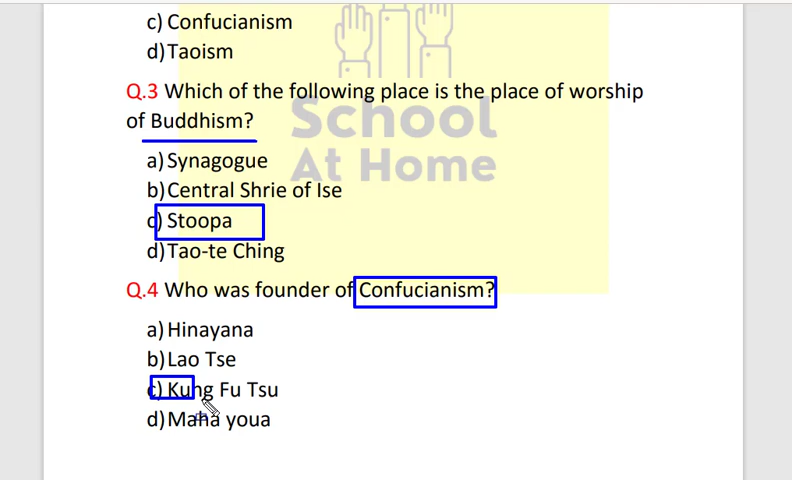 c) Confucianism
d) Taoism
Q.3 Which of the following place is the place of worship
of Buddhism?
School
At Home
a) Synagogue
b) Central Shrie of Ise
c) Stoopa
d) Tao-te Ching
Q.4 Who was founder of Confucianism?
a) Hinayana
b) Lao Tse
c) Kung Fu Tsu
d) Maha youa